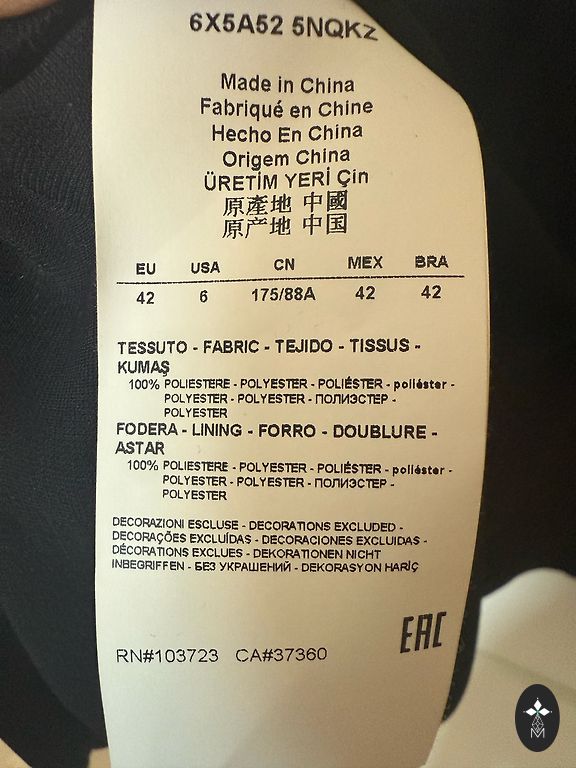 6X5A52 5NQKz
Made in China
Fabriqué en Chine
Hecho En China
Origem China
ÜRETİM YERİ Çin
原產地 中國
原产地 中国
EU USA CN MEX BRA
42 6 175/88A 42 42
TESSUTO - FABRIC - TEJIDO - TISSUS -
KUMAŞ
100% POLIESTERE - POLYESTER - POLIÉSTER - poliéster -
POLYESTER - POLYESTER - ПОЛИЭСТЕР -
POLYESTER
FODERA - LINING - FORRO - DOUBLURE -
ASTAR
100% POLIESTERE - POLYESTER - POLIÉSTER - poliéster -
POLYESTER - POLYESTER - ПОЛИЭСТЕР -
POLYESTER
DECORAZIONI ESCLUSE - DECORATIONS EXCLUDED -
DECORAÇÕES EXCLUÍDAS - DECORACIONES EXCLUIDAS -
DÉCORATIONS EXCLUES - DEKORATIONEN NICHT
INBEGRIFFEN - БЕЗ УКРАШЕНИЙ - DEKORASYON HARİÇ
EAC
RN#103723 CA#37360
M